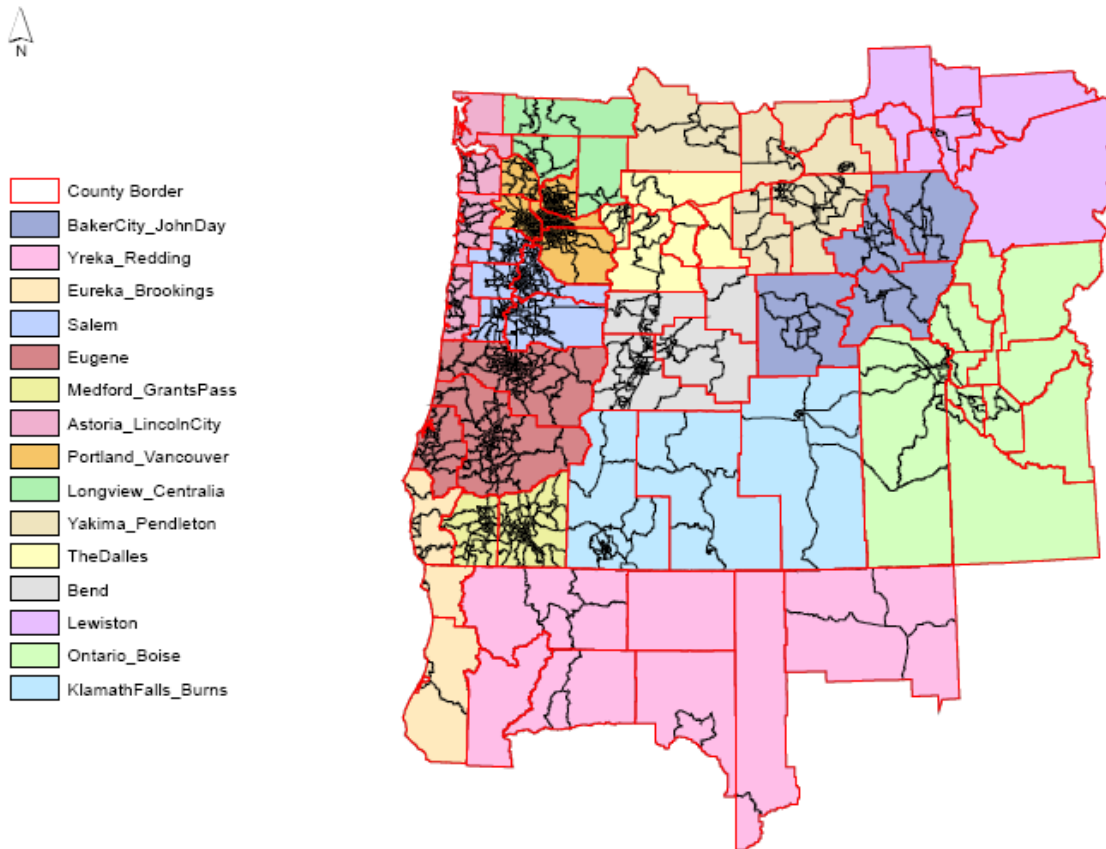 N
County Border
BakerCity_JohnDay
Yreka_Redding
Eureka_Brookings
Salem
Eugene
Medford_GrantsPass
Astoria_LincolnCity
Portland_Vancouver
Longview_Centralia
Yakima_Pendleton
TheDalles
Bend
Lewiston
Ontario_Boise
KlamathFalls_Burns